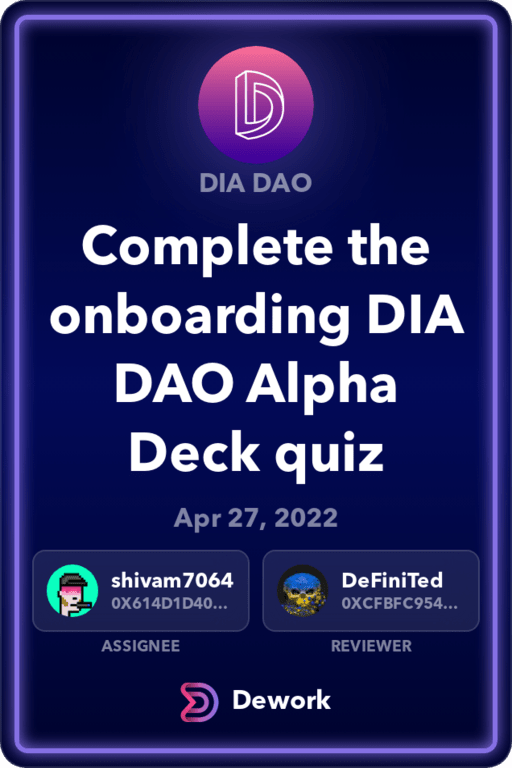 DIA DAO
Complete the
onboarding DIA
DAO Alpha
Deck quiz
Apr 27, 2022
shivam7064
0X614D1D40...
ASSIGNEE
DeFiniTed
0XCFBFC954...
REVIEWER
Dework